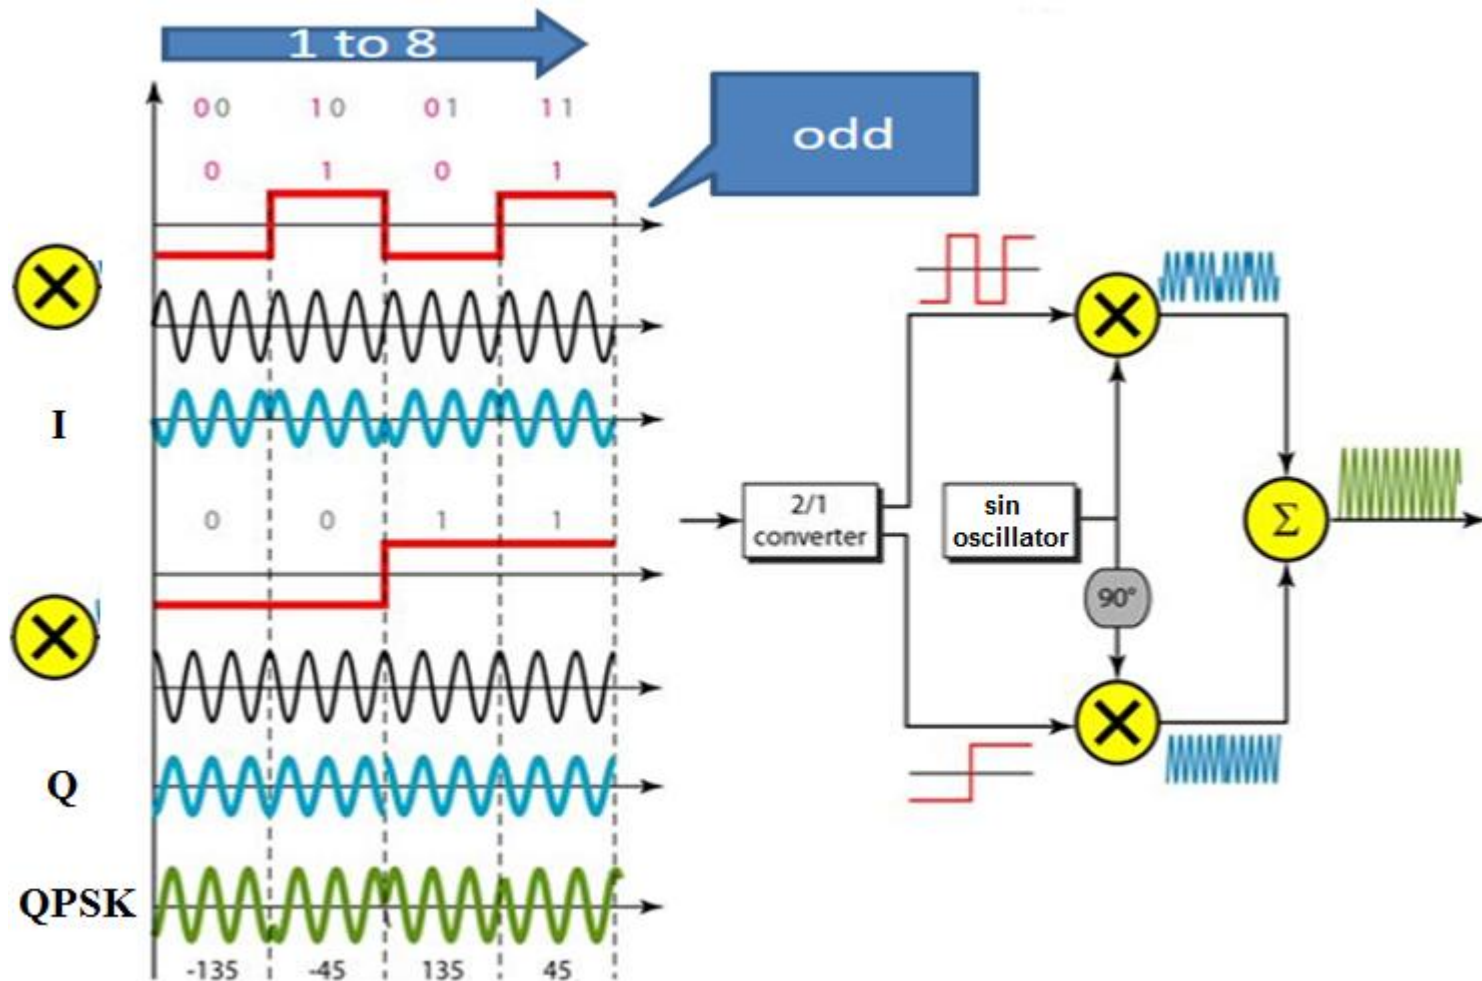 1 to 8
00 10 01 11
odd
0 1 0 1
I
0 0 1 1
2/1
converter
sin
oscillator
Σ
90°
Q
QPSK
-135 -45 135 45